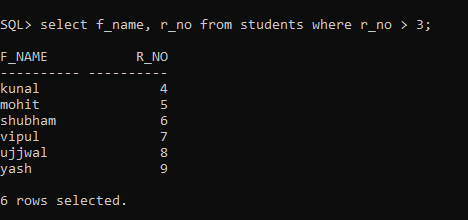 SQL> select f_name, r_no from students where r_no > 3;
F_NAME R_NO
---------- ----------
kunal 4
mohit 5
shubham 6
vipul 7
ujjwal 8
yash 9
6 rows selected.